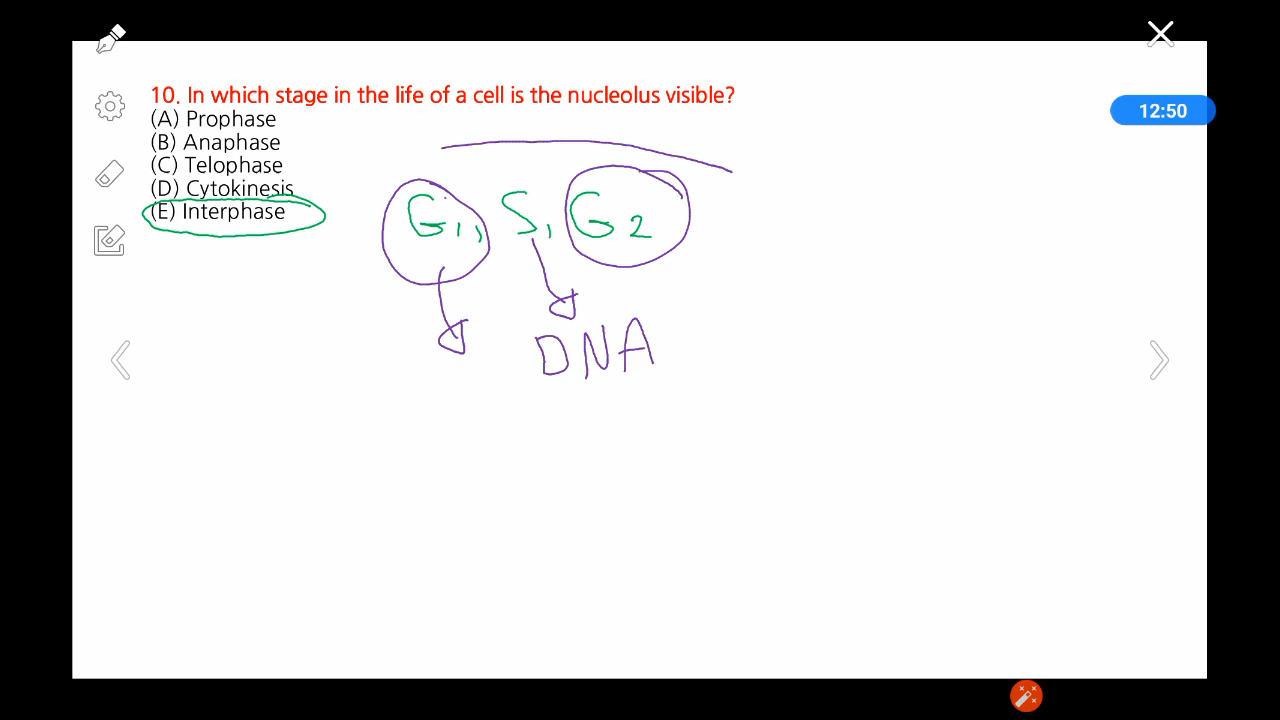 10. In which stage in the life of a cell is the nucleolus visible?
(A) Prophase
(B) Anaphase
(C) Telophase
(D) Cytokinesis
(E) Interphase
G1, S, G2
DNA
12:50